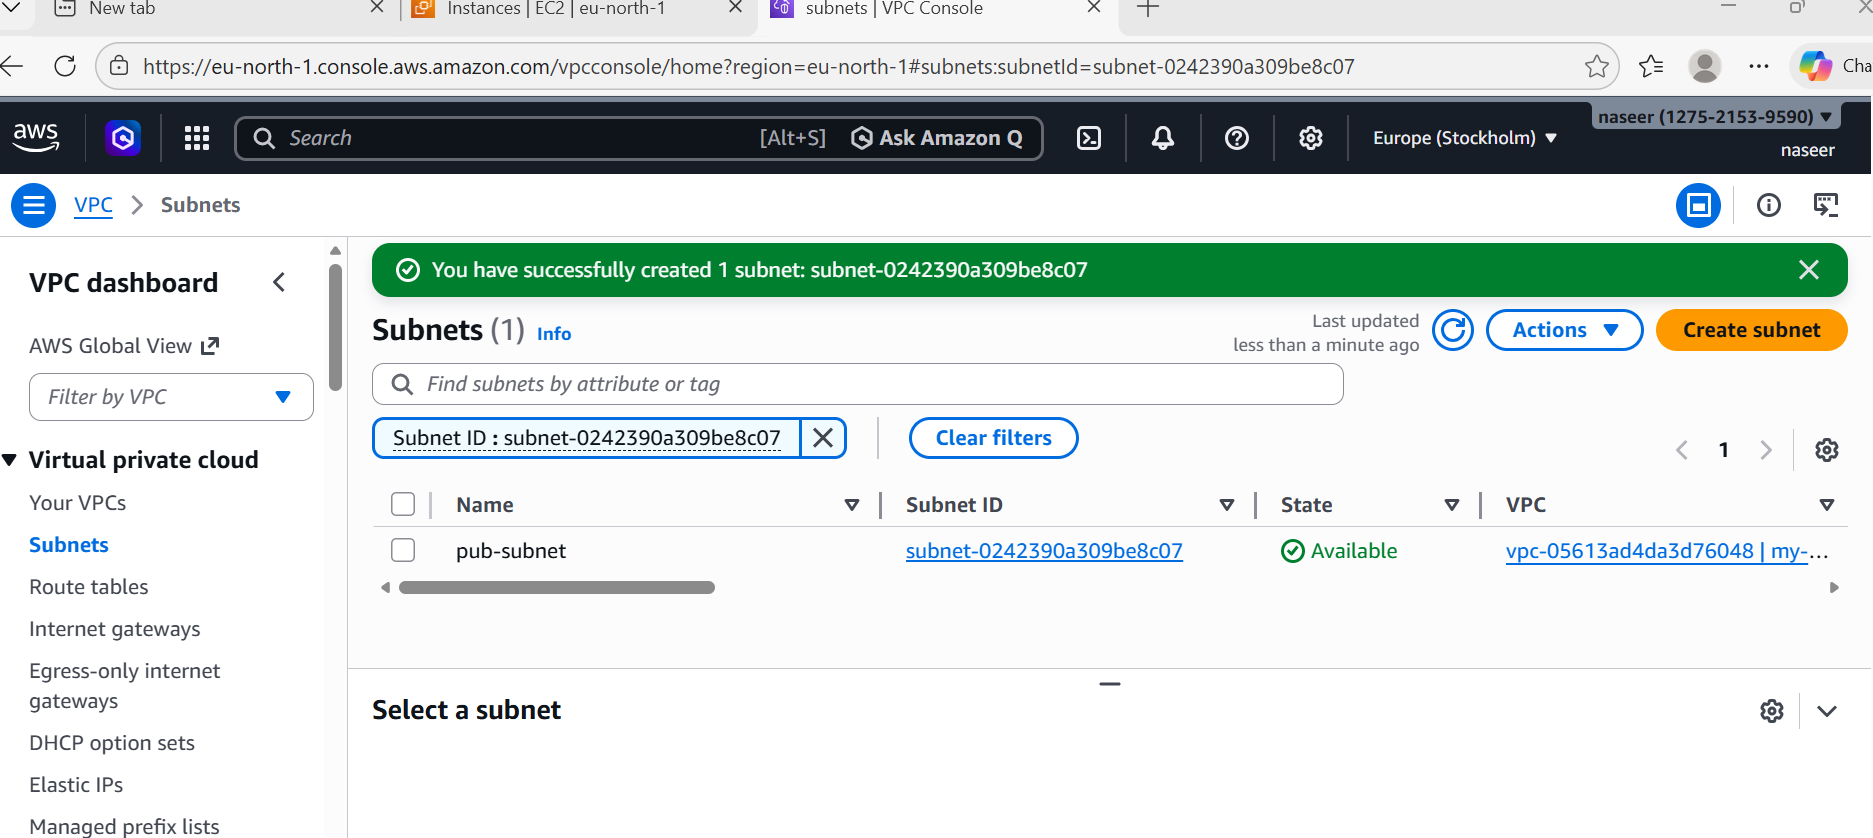 New tab
Instances | EC2 | eu-north-1
subnets | VPC Console
https://eu-north-1.console.aws.amazon.com/vpcconsole/home?region=eu-north-1#subnets:subnetId=subnet-0242390a309be8c07
Cha
aws
Search
[Alt+S]
Ask Amazon Q
Europe (Stockholm)
naseer (1275-2153-9590)
naseer
VPC
Subnets
VPC dashboard
AWS Global View
Filter by VPC
Virtual private cloud
Your VPCs
Subnets
Route tables
Internet gateways
Egress-only internet
gateways
DHCP option sets
Elastic IPs
Managed prefix lists
You have successfully created 1 subnet: subnet-0242390a309be8c07
Subnets (1) Info
Last updated
less than a minute ago
Actions
Create subnet
Find subnets by attribute or tag
Subnet ID : subnet-0242390a309be8c07
Clear filters
1
Name
Subnet ID
State
VPC
pub-subnet
subnet-0242390a309be8c07
Available
vpc-05613ad4da3d76048 | my-...
Select a subnet